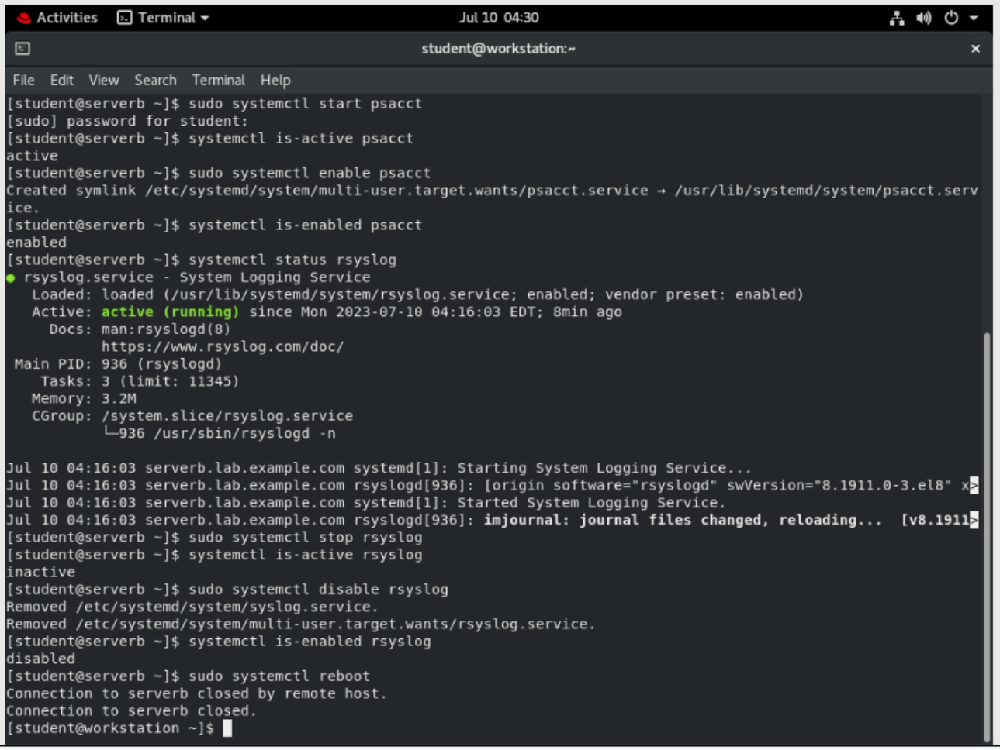 Activities Terminal Jul 10 04:30
student@workstation:~ ×
File Edit View Search Terminal Help
[student@serverb ~]$ sudo systemctl start psacct
[sudo] password for student:
[student@serverb ~]$ systemctl is-active psacct
active
[student@serverb ~]$ sudo systemctl enable psacct
Created symlink /etc/systemd/system/multi-user.target.wants/psacct.service → /usr/lib/systemd/system/psacct.serv
ice.
[student@serverb ~]$ systemctl is-enabled psacct
enabled
[student@serverb ~]$ systemctl status rsyslog
● rsyslog.service - System Logging Service
   Loaded: loaded (/usr/lib/systemd/system/rsyslog.service; enabled; vendor preset: enabled)
   Active: active (running) since Mon 2023-07-10 04:16:03 EDT; 8min ago
     Docs: man:rsyslogd(8)
           https://www.rsyslog.com/doc/
 Main PID: 936 (rsyslogd)
    Tasks: 3 (limit: 11345)
   Memory: 3.2M
   CGroup: /system.slice/rsyslog.service
           └─936 /usr/sbin/rsyslogd -n
Jul 10 04:16:03 serverb.lab.example.com systemd[1]: Starting System Logging Service...
Jul 10 04:16:03 serverb.lab.example.com rsyslogd[936]: [origin software="rsyslogd" swVersion="8.1911.0-3.el8" x>
Jul 10 04:16:03 serverb.lab.example.com systemd[1]: Started System Logging Service.
Jul 10 04:16:03 serverb.lab.example.com rsyslogd[936]: imjournal: journal files changed, reloading...  [v8.1911>
[student@serverb ~]$ sudo systemctl stop rsyslog
[student@serverb ~]$ systemctl is-active rsyslog
inactive
[student@serverb ~]$ sudo systemctl disable rsyslog
Removed /etc/systemd/system/syslog.service.
Removed /etc/systemd/system/multi-user.target.wants/rsyslog.service.
[student@serverb ~]$ systemctl is-enabled rsyslog
disabled
[student@serverb ~]$ sudo systemctl reboot
Connection to serverb closed by remote host.
Connection to serverb closed.
[student@workstation ~]$